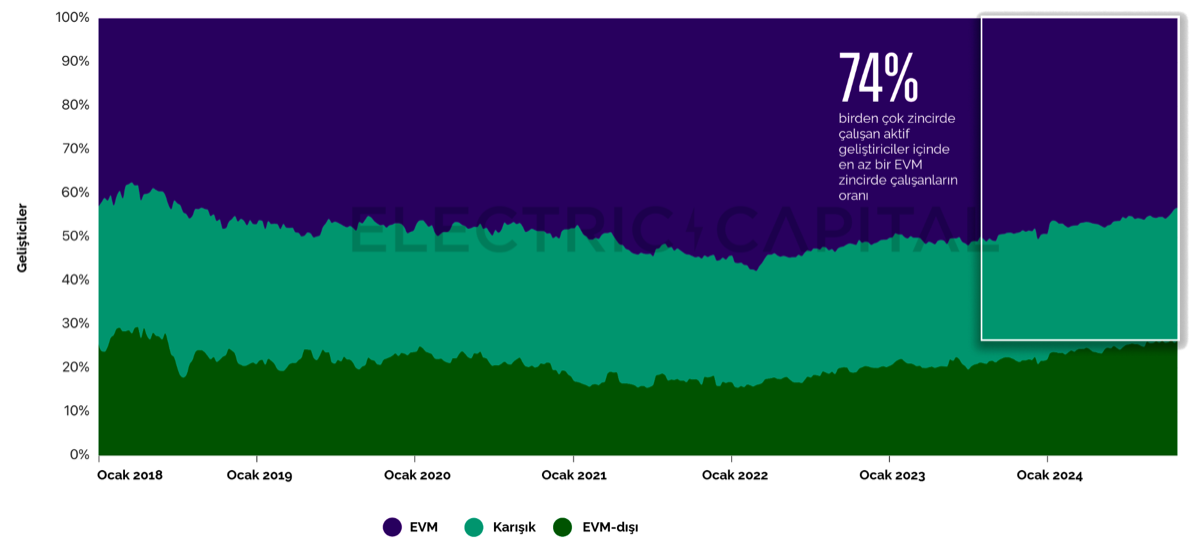 100%
90%
80%
70%
60%
50%
40%
30%
20%
10%
0%
Gelişticiler
74%
birden çok zincirde
çalışan aktif
geliştiriciler içinde
en az bir EVM
zincirde çalışanların
oranı
ELECTRIC CAPITAL
Ocak 2018
Ocak 2019
Ocak 2020
Ocak 2021
Ocak 2022
Ocak 2023
Ocak 2024
EVM
Karışık
EVM-dışı